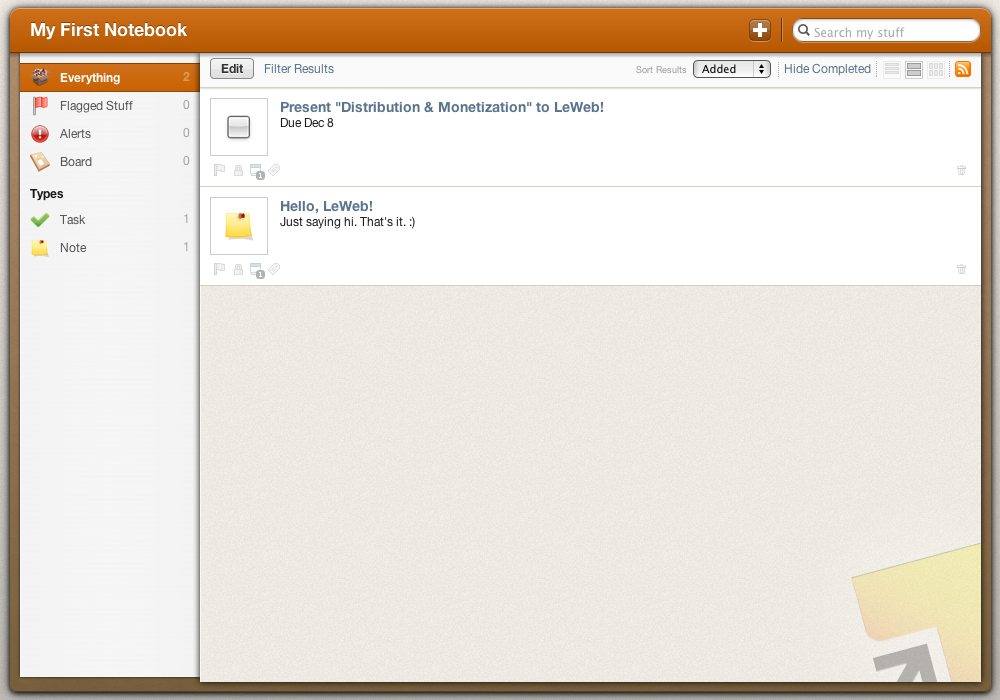 My First Notebook
Search my stuff
Everything 2
Flagged Stuff 0
Alerts 0
Board 0
Types
Task 1
Note 1
Edit Filter Results Sort Results Added Hide Completed
Present "Distribution & Monetization" to LeWeb!
Due Dec 8
1
Hello, LeWeb!
Just saying hi. That's it. :)
1